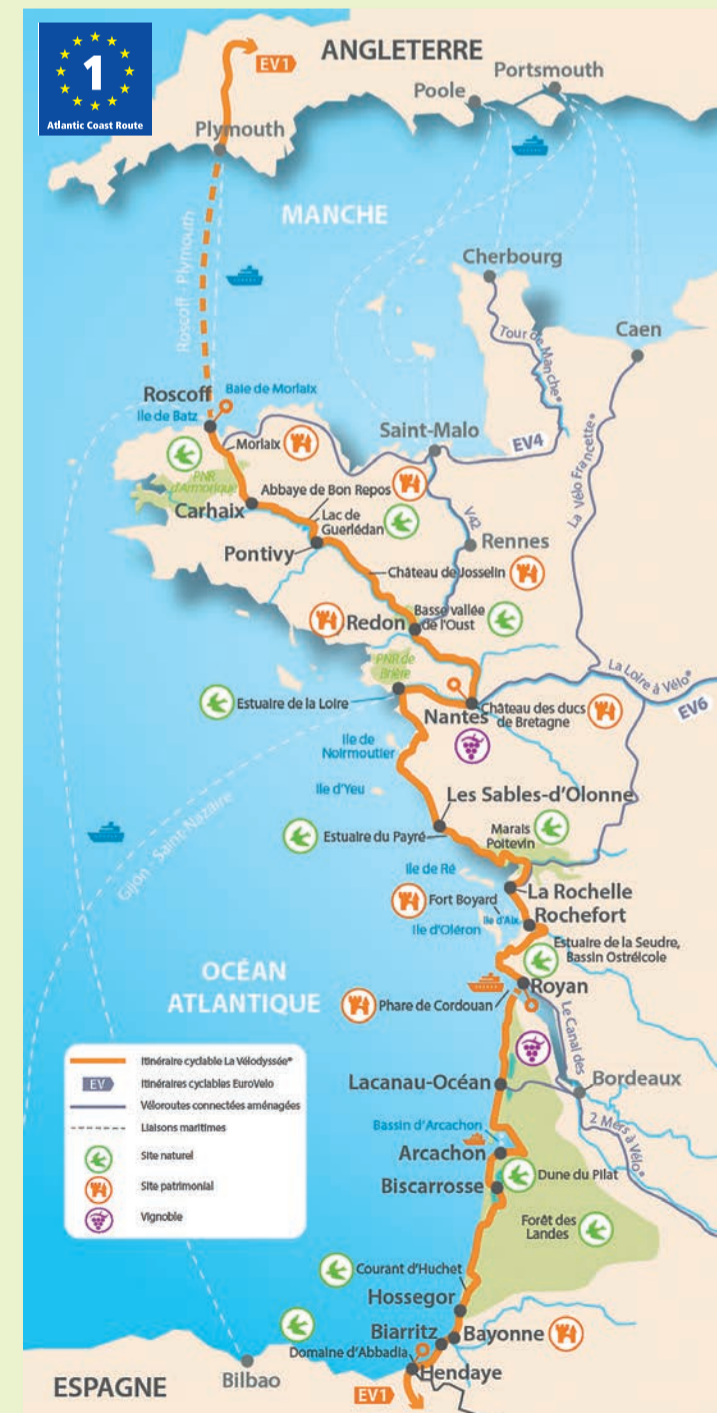 1
Atlantic Coast Route
EV1
ANGLETERRE
Portsmouth
Poole
Plymouth
MANCHE
Roscoff - Plymouth
Cherbourg
Tour de Manche®
Caen
Roscoff
Baie de Morlaix
Ile de Batz
Morlaix
Saint-Malo
EV4
La Vélo Francette®
PNR
d'Armorique
Abbaye de Bon Repos
Carhaix
Lac de
Guerlédan
V42
Rennes
Pontivy
Château de Josselin
Redon
Basse vallée
de l'Oust
PNR de
Brière
La Loire à Vélo®
EV6
Estuaire de la Loire
Nantes
Château des ducs
de Bretagne
Ile de
Noirmoutier
Ile d'Yeu
Les Sables-d'Olonne
Gijón - Saint-Nazaire
Estuaire du Payré
Marais
Poitevin
Ile de Ré
La Rochelle
Fort Boyard
Ile d'Aix
Rochefort
Ile d'Oléron
Estuaire de la Seudre,
Bassin Ostréicole
OCÉAN
ATLANTIQUE
Royan
Phare de Cordouan
Le Canal des
2 Mers à Vélo®
Itinéraire cyclable La Vélodyssée®
EV
Itinéraires cyclables EuroVelo
Véloroutes connectées aménagées
Liaisons maritimes
Site naturel
Site patrimonial
Vignoble
Lacanau-Océan
Bordeaux
Bassin d'Arcachon
Arcachon
Biscarrosse
Dune du Pilat
Forêt des
Landes
Courant d'Huchet
Hossegor
Biarritz
Bayonne
Domaine d'Abbadia
Hendaye
ESPAGNE
Bilbao
EV1